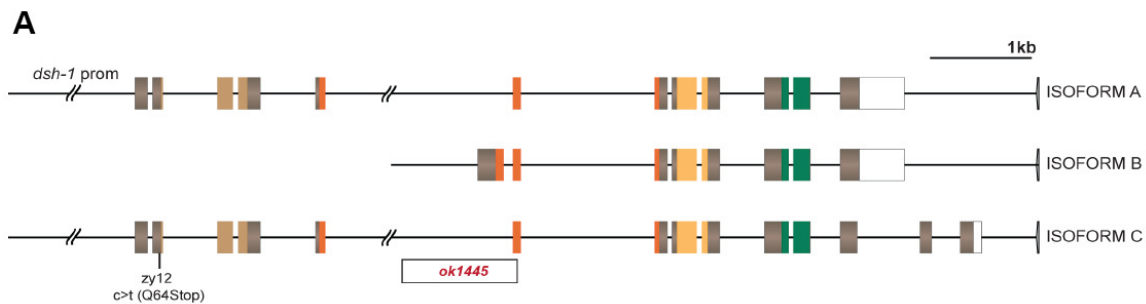 A
1kb
dsh-1 prom
ISOFORM A
ISOFORM B
ISOFORM C
ok1445
zy12
c>t (Q64Stop)